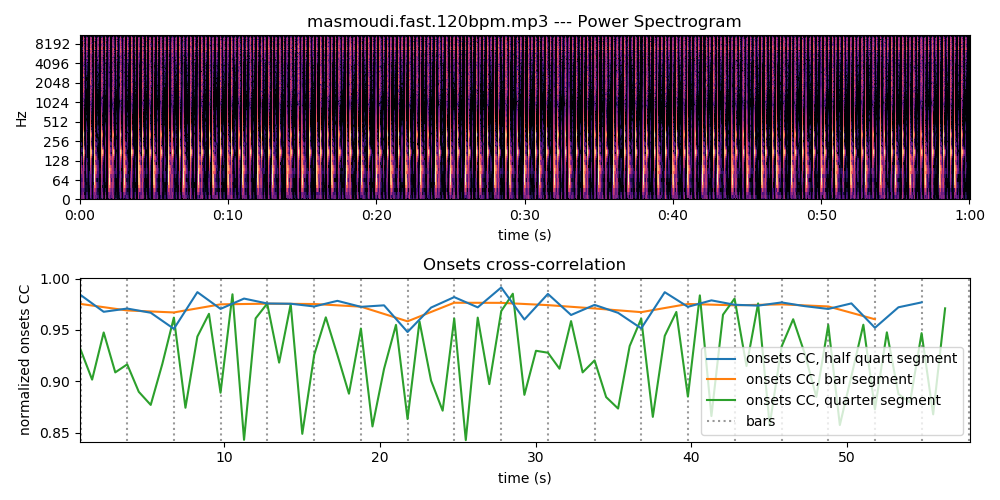 masmoudi.fast.120bpm.mp3 --- Power Spectrogram
Hz
8192
4096
2048
1024
512
256
128
64
0
0:00 0:10 0:20 0:30 0:40 0:50 1:00
time (s)
Onsets cross-correlation
normalized onsets CC
1.00
0.95
0.90
0.85
onsets CC, half quart segment
onsets CC, bar segment
onsets CC, quarter segment
bars
10 20 30 40 50
time (s)